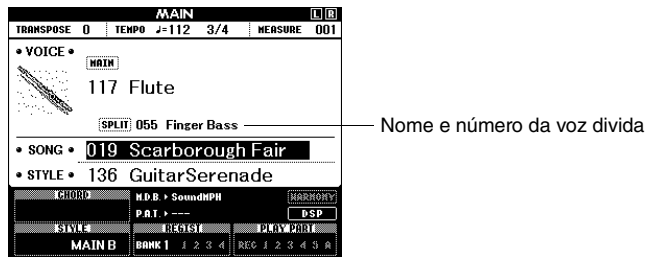 MAIN L R
TRANSPOSE 0 TEMPO ♩=112 3/4 MEASURE 001
• VOICE •
MAIN
117 Flute
SPLIT 055 Finger Bass
Nome e número da voz divida
• SONG • 019 Scarborough Fair
• STYLE • 136 GuitarSerenade
CHORD M.D.B. ▸ SoundMPH HARMONY
P.A.T. ▸ --- DSP
STYLE REGIST PLAY PART
MAIN B BANK 1 1 2 3 4 REC 1 2 3 4 5 A